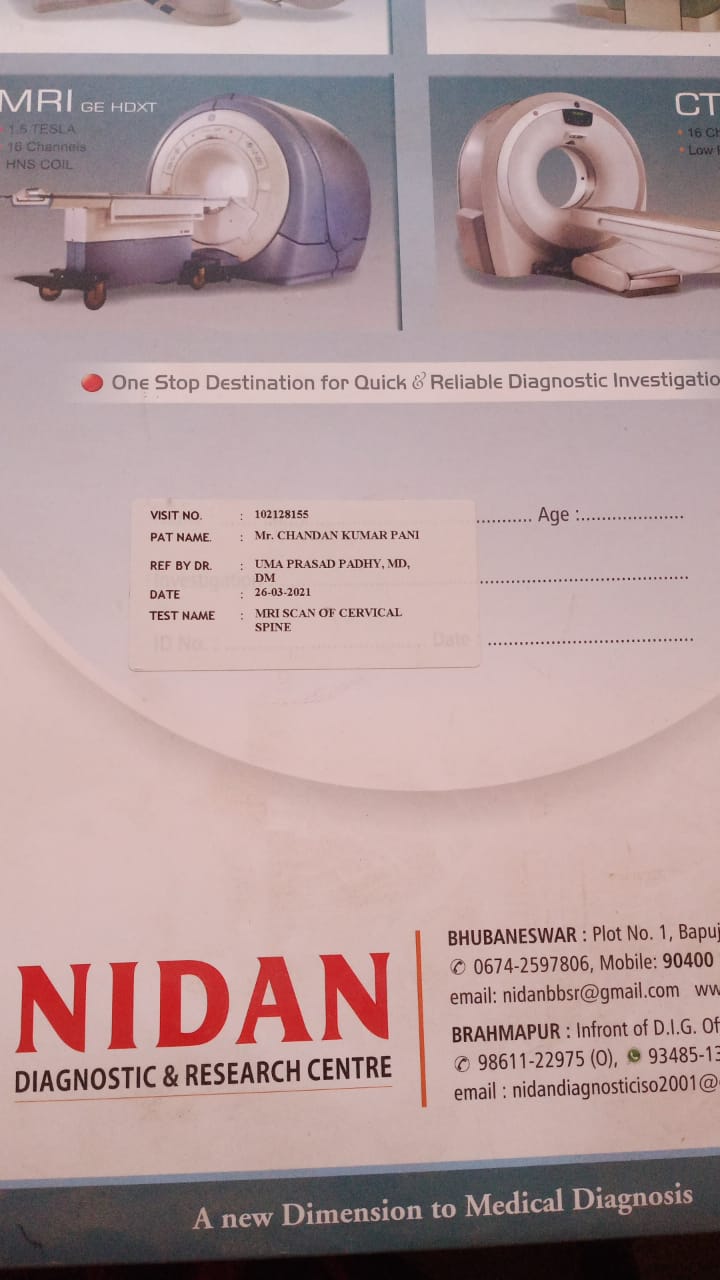 MRI GE HDXT
• 1.5 TESLA
• 16 Channels
HNS COIL
CT
• 16 Ch
• Low
One Stop Destination for Quick & Reliable Diagnostic Investigatio
VISIT NO. : 102128155
PAT NAME. : Mr. CHANDAN KUMAR PANI
REF BY DR. : UMA PRASAD PADHY, MD,
DM
DATE : 26-03-2021
TEST NAME : MRI SCAN OF CERVICAL
SPINE
Age :
Investigation
ID No. : Date :
NIDAN
DIAGNOSTIC & RESEARCH CENTRE
BHUBANESWAR : Plot No. 1, Bapuj
✆ 0674-2597806, Mobile: 90400
email: nidanbbsr@gmail.com ww
BRAHMAPUR : Infront of D.I.G. Of
✆ 98611-22975 (O), 93485-13
email : nidandiagnosticiso2001@
A new Dimension to Medical Diagnosis